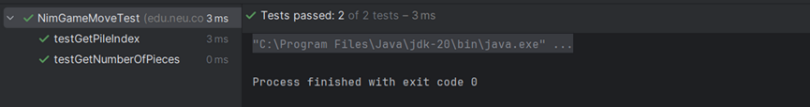 NimGameMoveTest (edu.neu.co 3 ms
testGetPileIndex 3 ms
testGetNumberOfPieces 0 ms
Tests passed: 2 of 2 tests – 3 ms
"C:\Program Files\Java\jdk-20\bin\java.exe" ...
Process finished with exit code 0